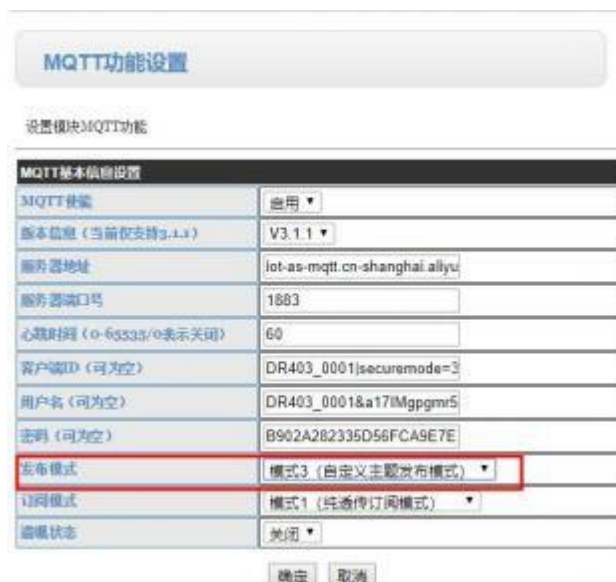 MQTT功能设置
设置模块MQTT功能
MQTT基本信息设置
MQTT使能 启用
版本信息（当前仅支持3.1.1） V3.1.1
服务器地址 iot-as-mqtt.cn-shanghai.aliyu
服务器端口号 1883
心跳时间（0-65535/0表示关闭） 60
客户端ID（可为空） DR403_0001|securemode=3
用户名（可为空） DR403_0001&a17IMgpgmr5
密码（可为空） B902A282335D56FCA9E7E
发布模式 模式3（自定义主题发布模式）
订阅模式 模式1（纯透传订阅模式）
遗嘱状态 关闭
确定 取消